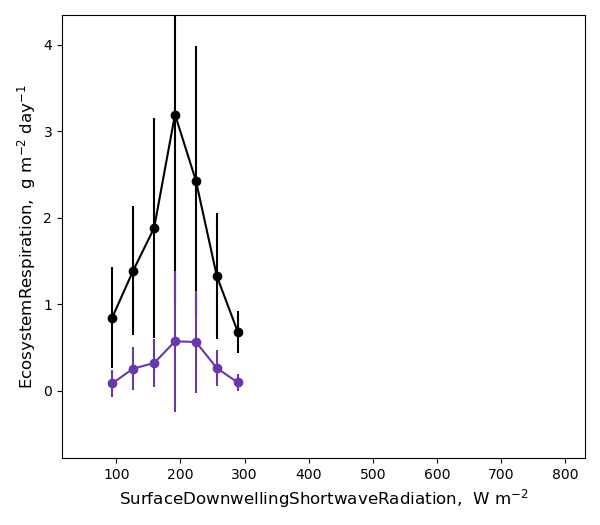 4
3
2
1
0
EcosystemRespiration, g m⁻² day⁻¹
100 200 300 400 500 600 700 800
SurfaceDownwellingShortwaveRadiation, W m⁻²